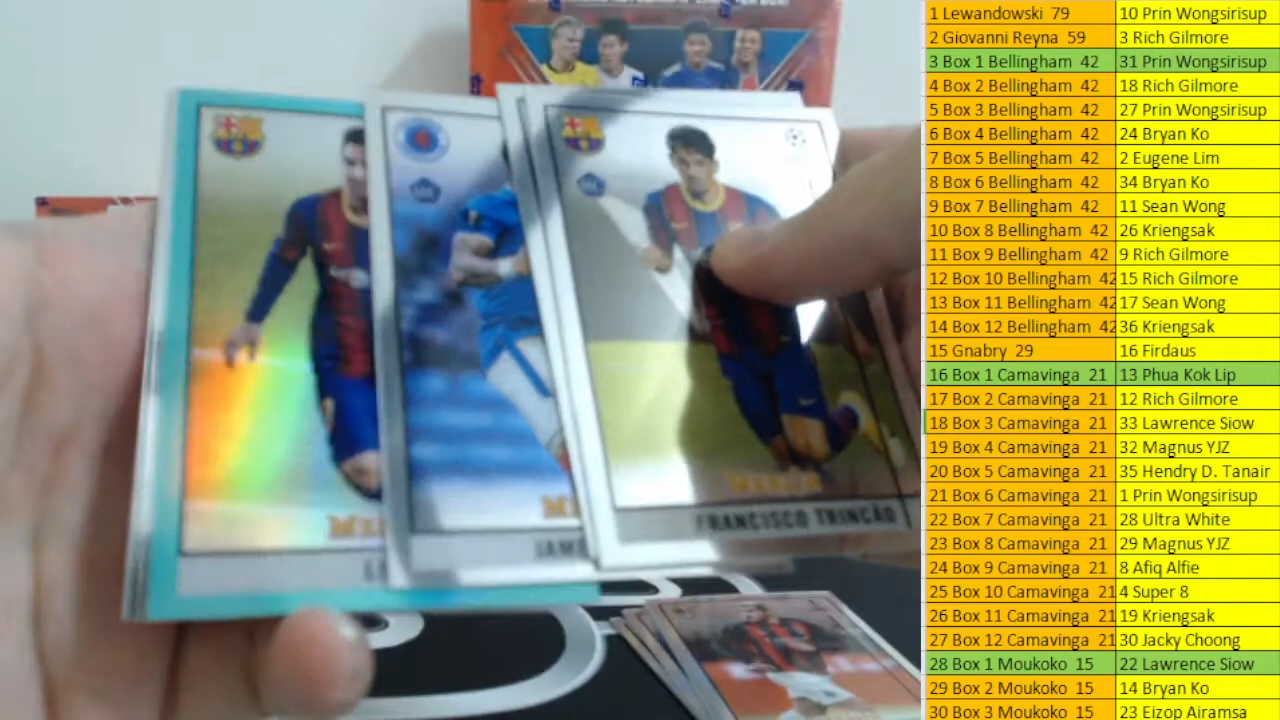 FRANCISCO TRINCÃO
1 Lewandowski 79 10 Prin Wongsirisup
2 Giovanni Reyna 59 3 Rich Gilmore
3 Box 1 Bellingham 42 31 Prin Wongsirisup
4 Box 2 Bellingham 42 18 Rich Gilmore
5 Box 3 Bellingham 42 27 Prin Wongsirisup
6 Box 4 Bellingham 42 24 Bryan Ko
7 Box 5 Bellingham 42 2 Eugene Lim
8 Box 6 Bellingham 42 34 Bryan Ko
9 Box 7 Bellingham 42 11 Sean Wong
10 Box 8 Bellingham 42 26 Kriengsak
11 Box 9 Bellingham 42 9 Rich Gilmore
12 Box 10 Bellingham 42 15 Rich Gilmore
13 Box 11 Bellingham 42 17 Sean Wong
14 Box 12 Bellingham 42 36 Kriengsak
15 Gnabry 29 16 Firdaus
16 Box 1 Camavinga 21 13 Phua Kok Lip
17 Box 2 Camavinga 21 12 Rich Gilmore
18 Box 3 Camavinga 21 33 Lawrence Siow
19 Box 4 Camavinga 21 32 Magnus YJZ
20 Box 5 Camavinga 21 35 Hendry D. Tanair
21 Box 6 Camavinga 21 1 Prin Wongsirisup
22 Box 7 Camavinga 21 28 Ultra White
23 Box 8 Camavinga 21 29 Magnus YJZ
24 Box 9 Camavinga 21 8 Afiq Alfie
25 Box 10 Camavinga 21 4 Super 8
26 Box 11 Camavinga 21 19 Kriengsak
27 Box 12 Camavinga 21 30 Jacky Choong
28 Box 1 Moukoko 15 22 Lawrence Siow
29 Box 2 Moukoko 15 14 Bryan Ko
30 Box 3 Moukoko 15 23 Eizop Airamsa